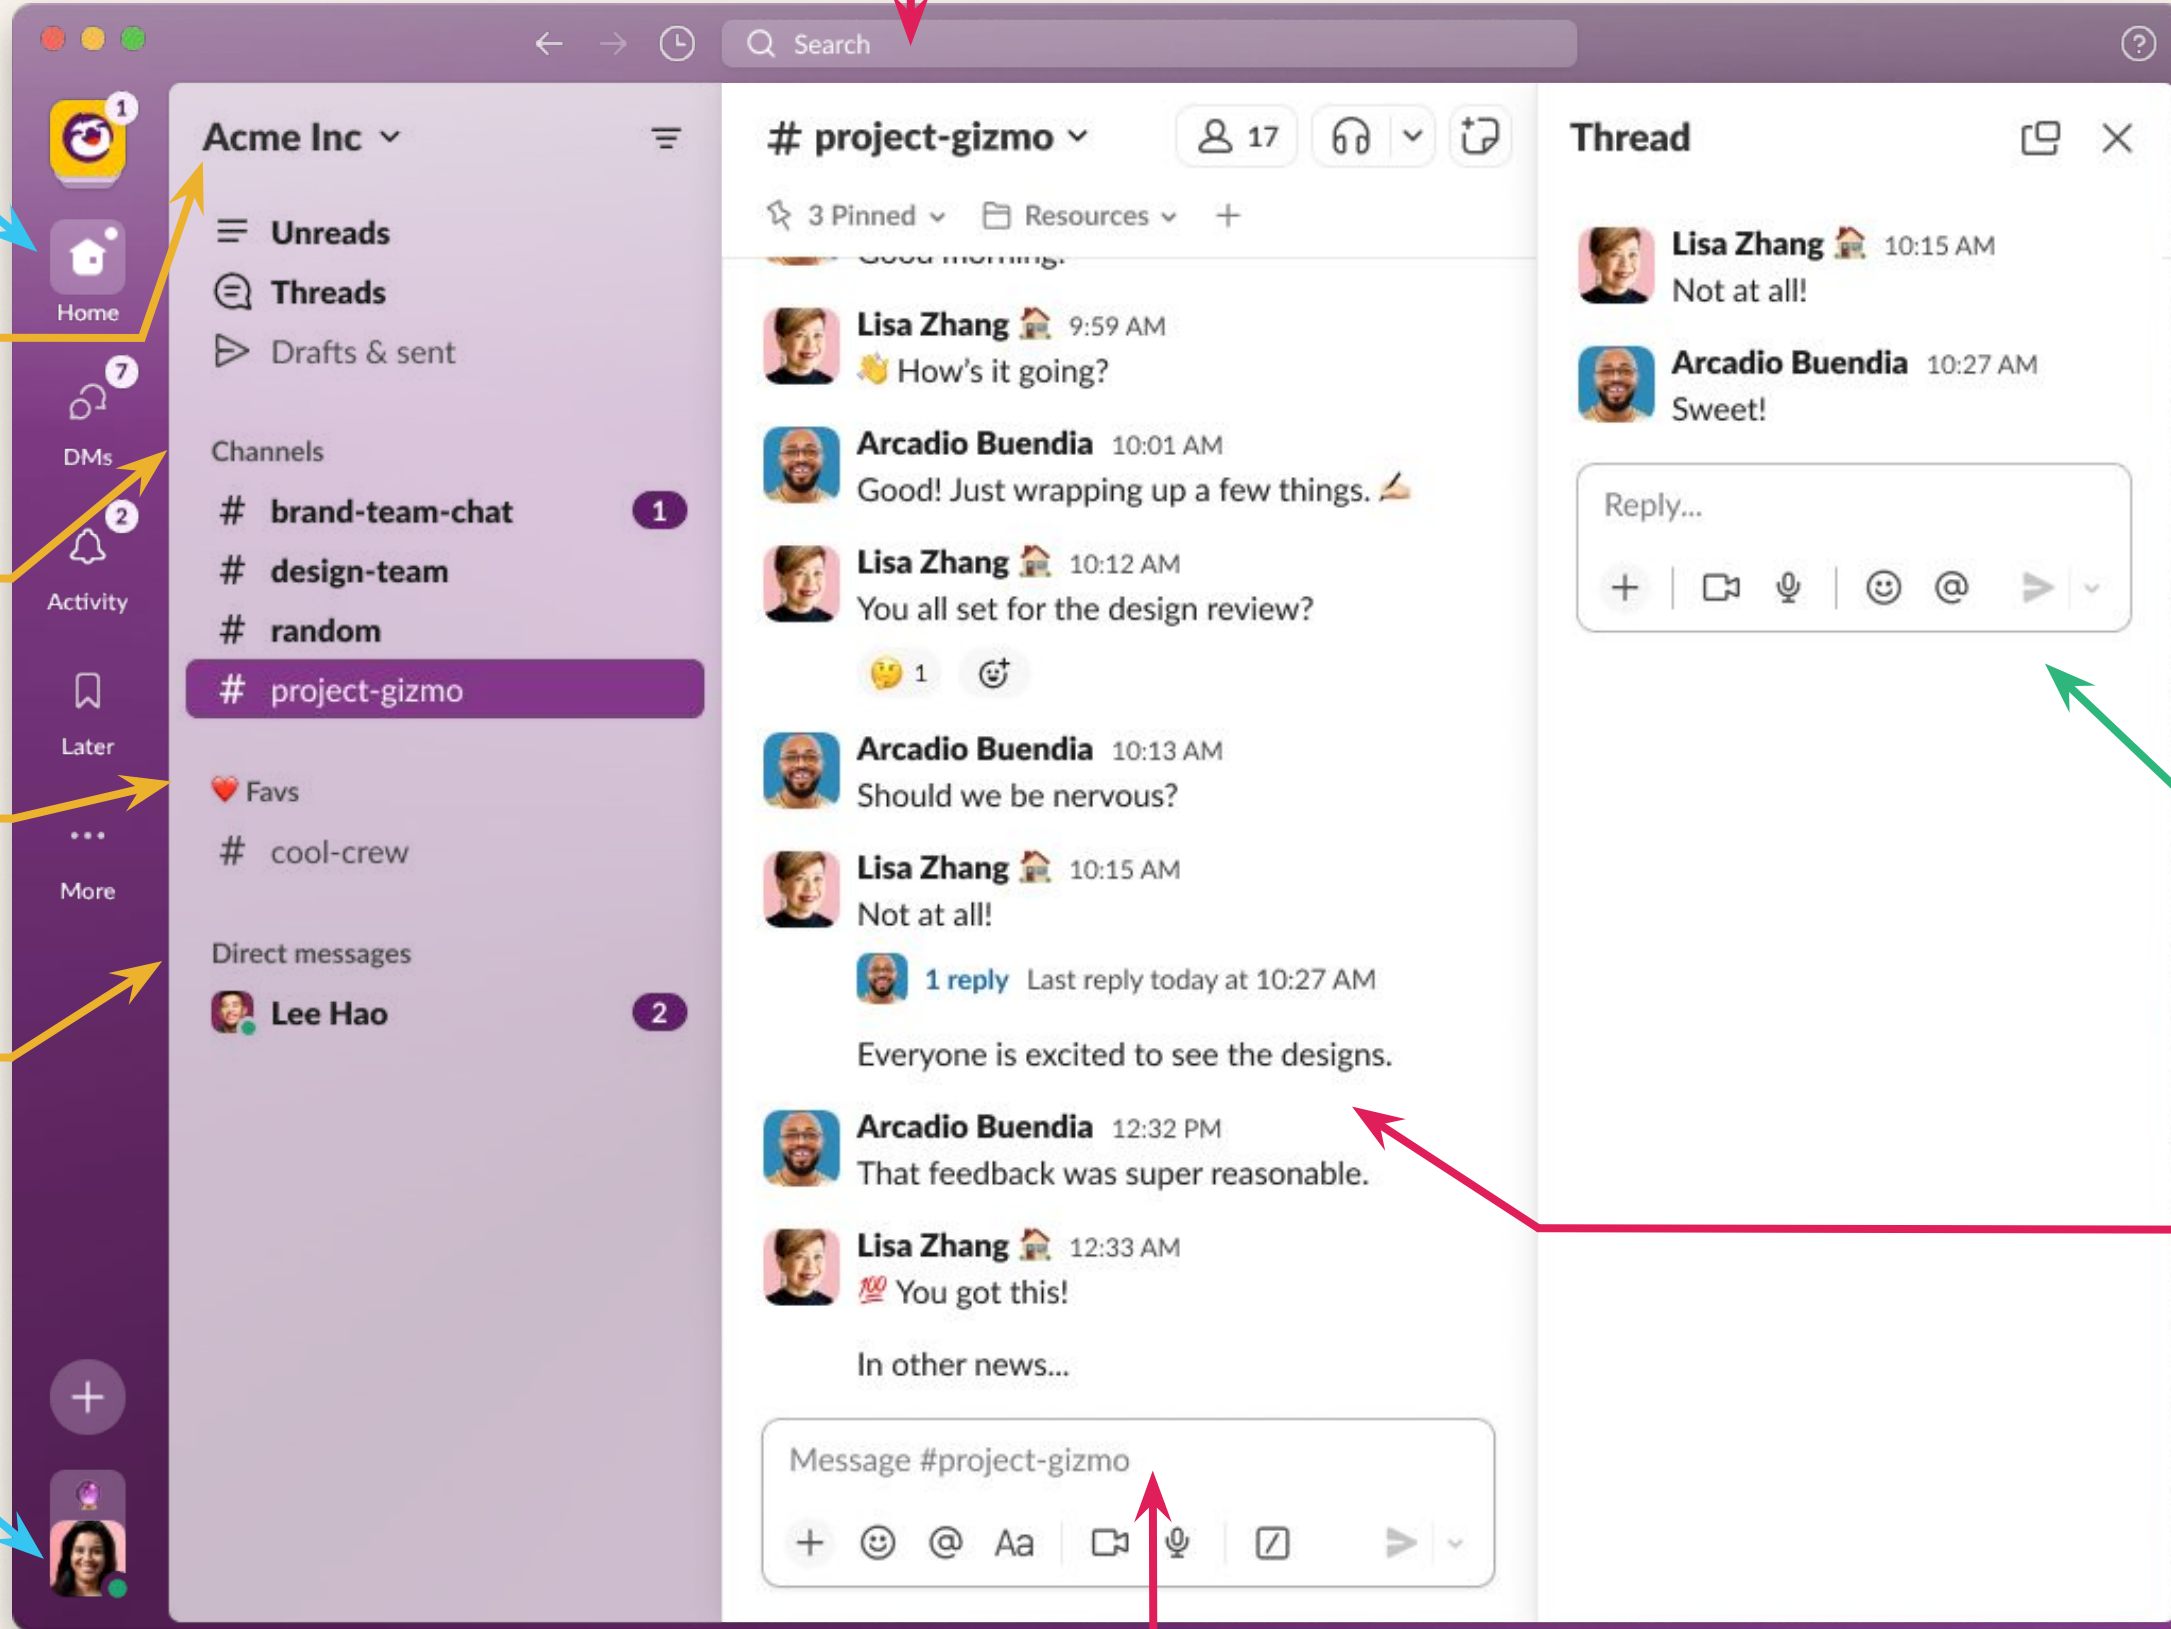 Search
1
Home
7
DMs
2
Activity
Later
More
Acme Inc
Unreads
Threads
Drafts & sent
Channels
# brand-team-chat 1
# design-team
# random
# project-gizmo
Favs
# cool-crew
Direct messages
Lee Hao 2
# project-gizmo 17
3 Pinned Resources +
Good morning!
Lisa Zhang 9:59 AM
How's it going?
Arcadio Buendia 10:01 AM
Good! Just wrapping up a few things.
Lisa Zhang 10:12 AM
You all set for the design review?
1
Arcadio Buendia 10:13 AM
Should we be nervous?
Lisa Zhang 10:15 AM
Not at all!
1 reply Last reply today at 10:27 AM
Everyone is excited to see the designs.
Arcadio Buendia 12:32 PM
That feedback was super reasonable.
Lisa Zhang 12:33 AM
💯 You got this!
In other news...
Message #project-gizmo
+ @ Aa
Thread
Lisa Zhang 10:15 AM
Not at all!
Arcadio Buendia 10:27 AM
Sweet!
Reply...
+ @